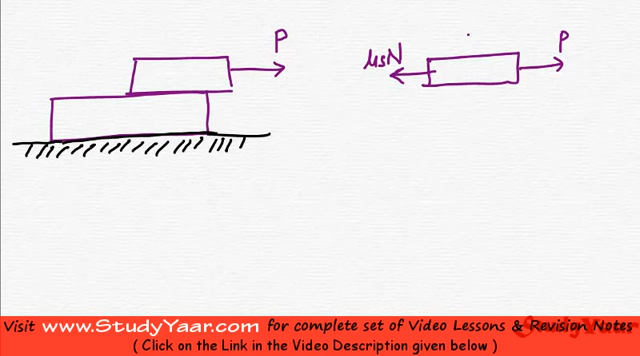 P
μsN
P
Visit www.StudyYaar.com for complete set of Video Lessons & Revision Notes
StudyYaar
( Click on the Link in the Video Description given below )